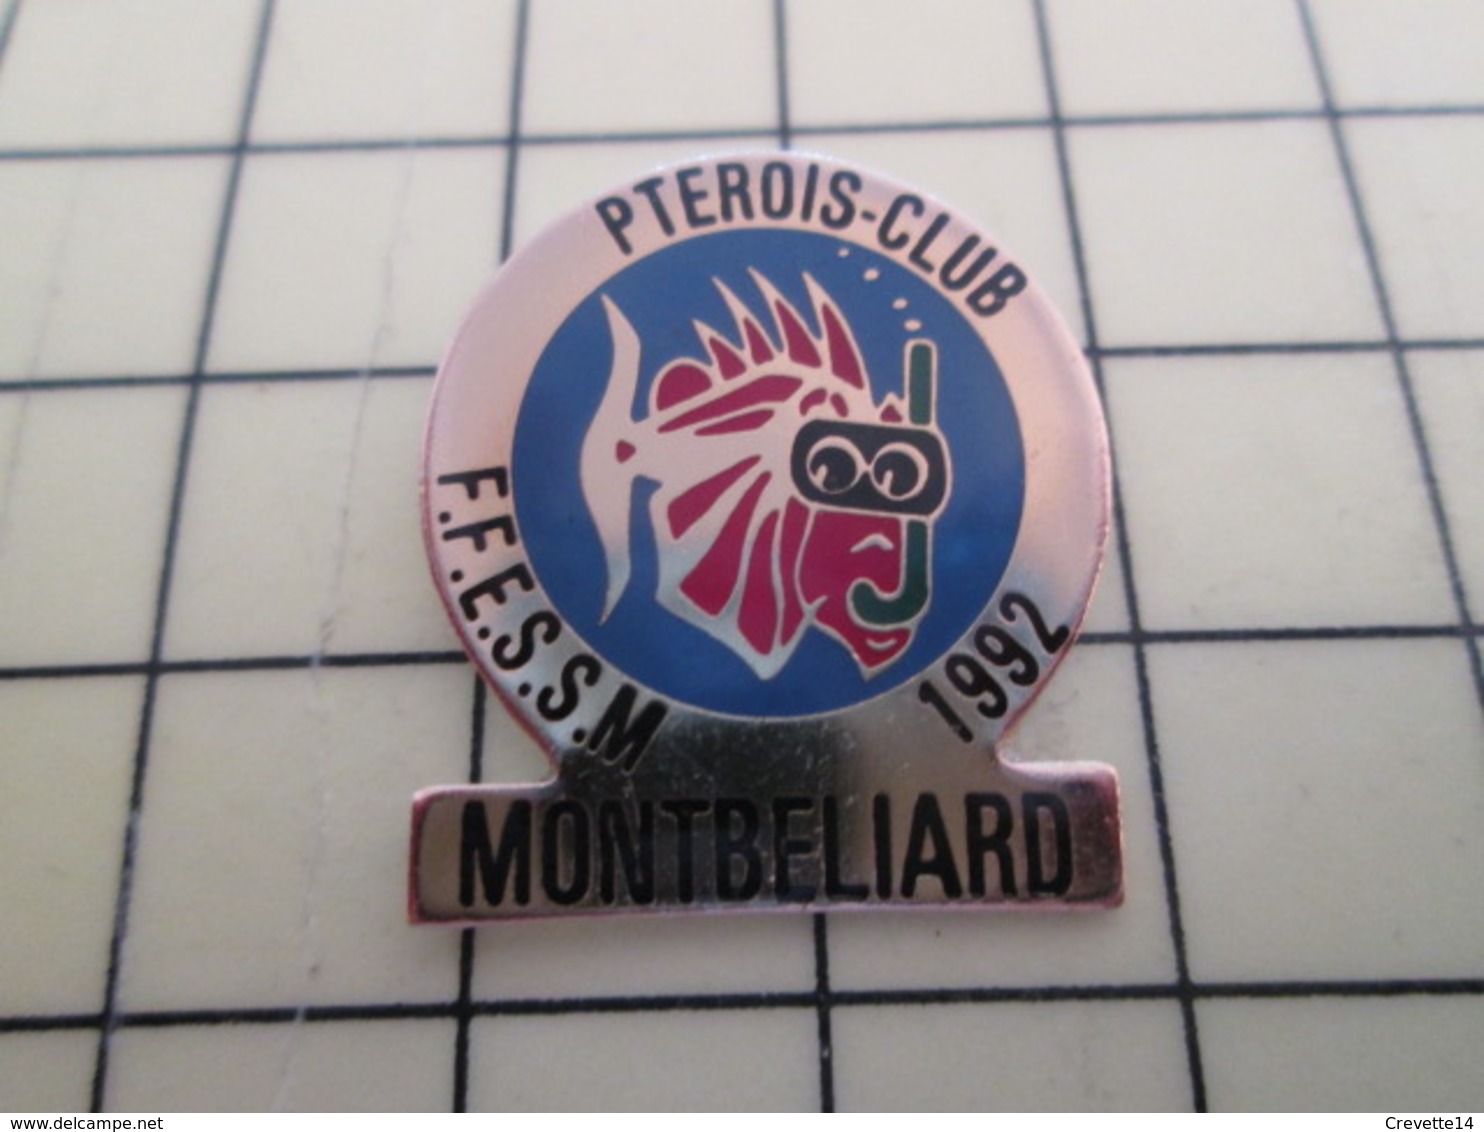 PTEROIS-CLUB
F.F.E.S.S.M
1992
MONTBELIARD
www.delcampe.net
Crevette14